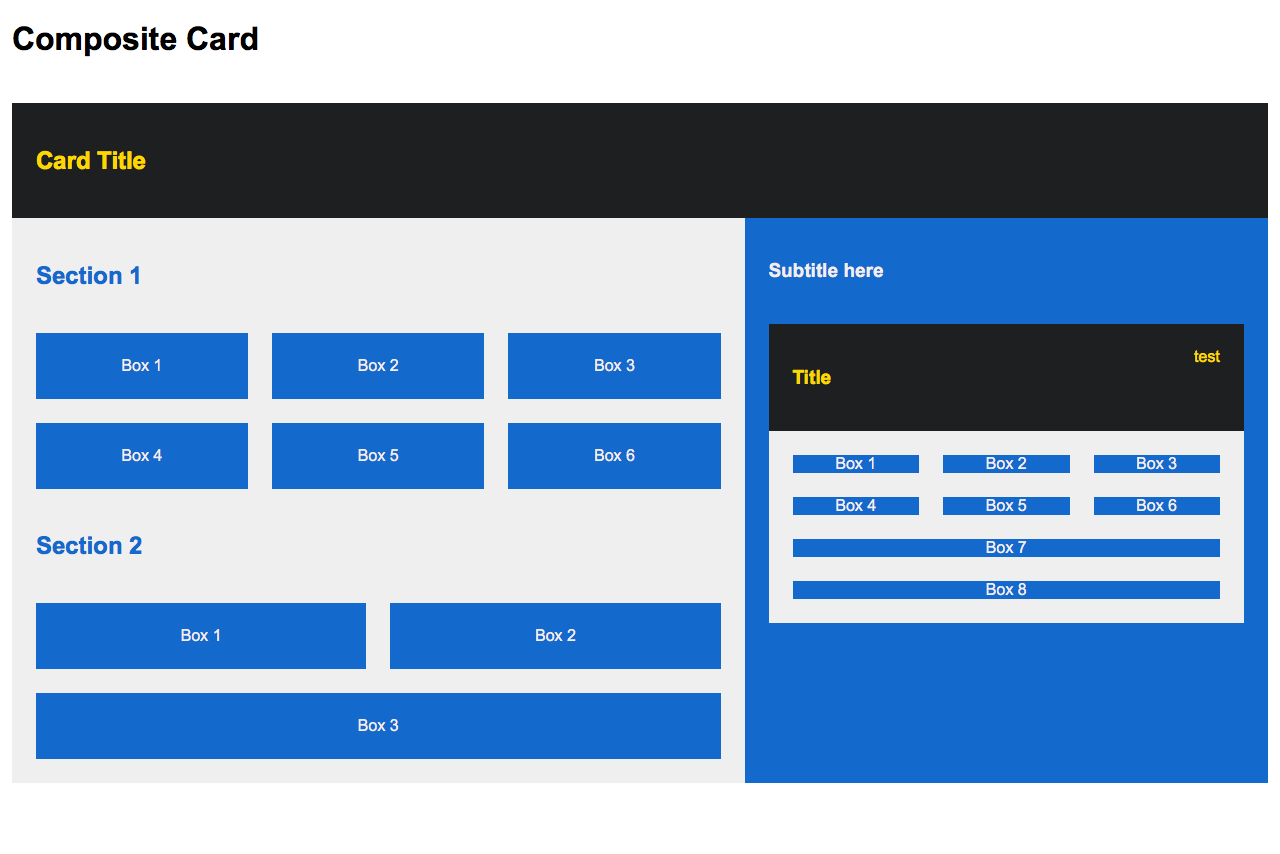 Composite Card
Card Title
Section 1
Box 1 Box 2 Box 3
Box 4 Box 5 Box 6
Section 2
Box 1 Box 2
Box 3
Subtitle here
test
Title
Box 1 Box 2 Box 3
Box 4 Box 5 Box 6
Box 7
Box 8